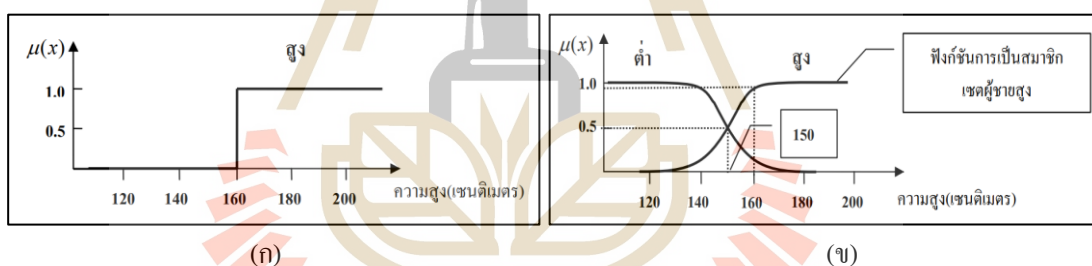 μ(x)
สูง
1.0
0.5
120 140 160 180 200
ความสูง(เซนติเมตร)
(ก)
μ(x)
ต่ำ
สูง
ฟังก์ชันการเป็นสมาชิก
เซตผู้ชายสูง
1.0
0.5
150
120 140 160 180 200
ความสูง(เซนติเมตร)
(ข)